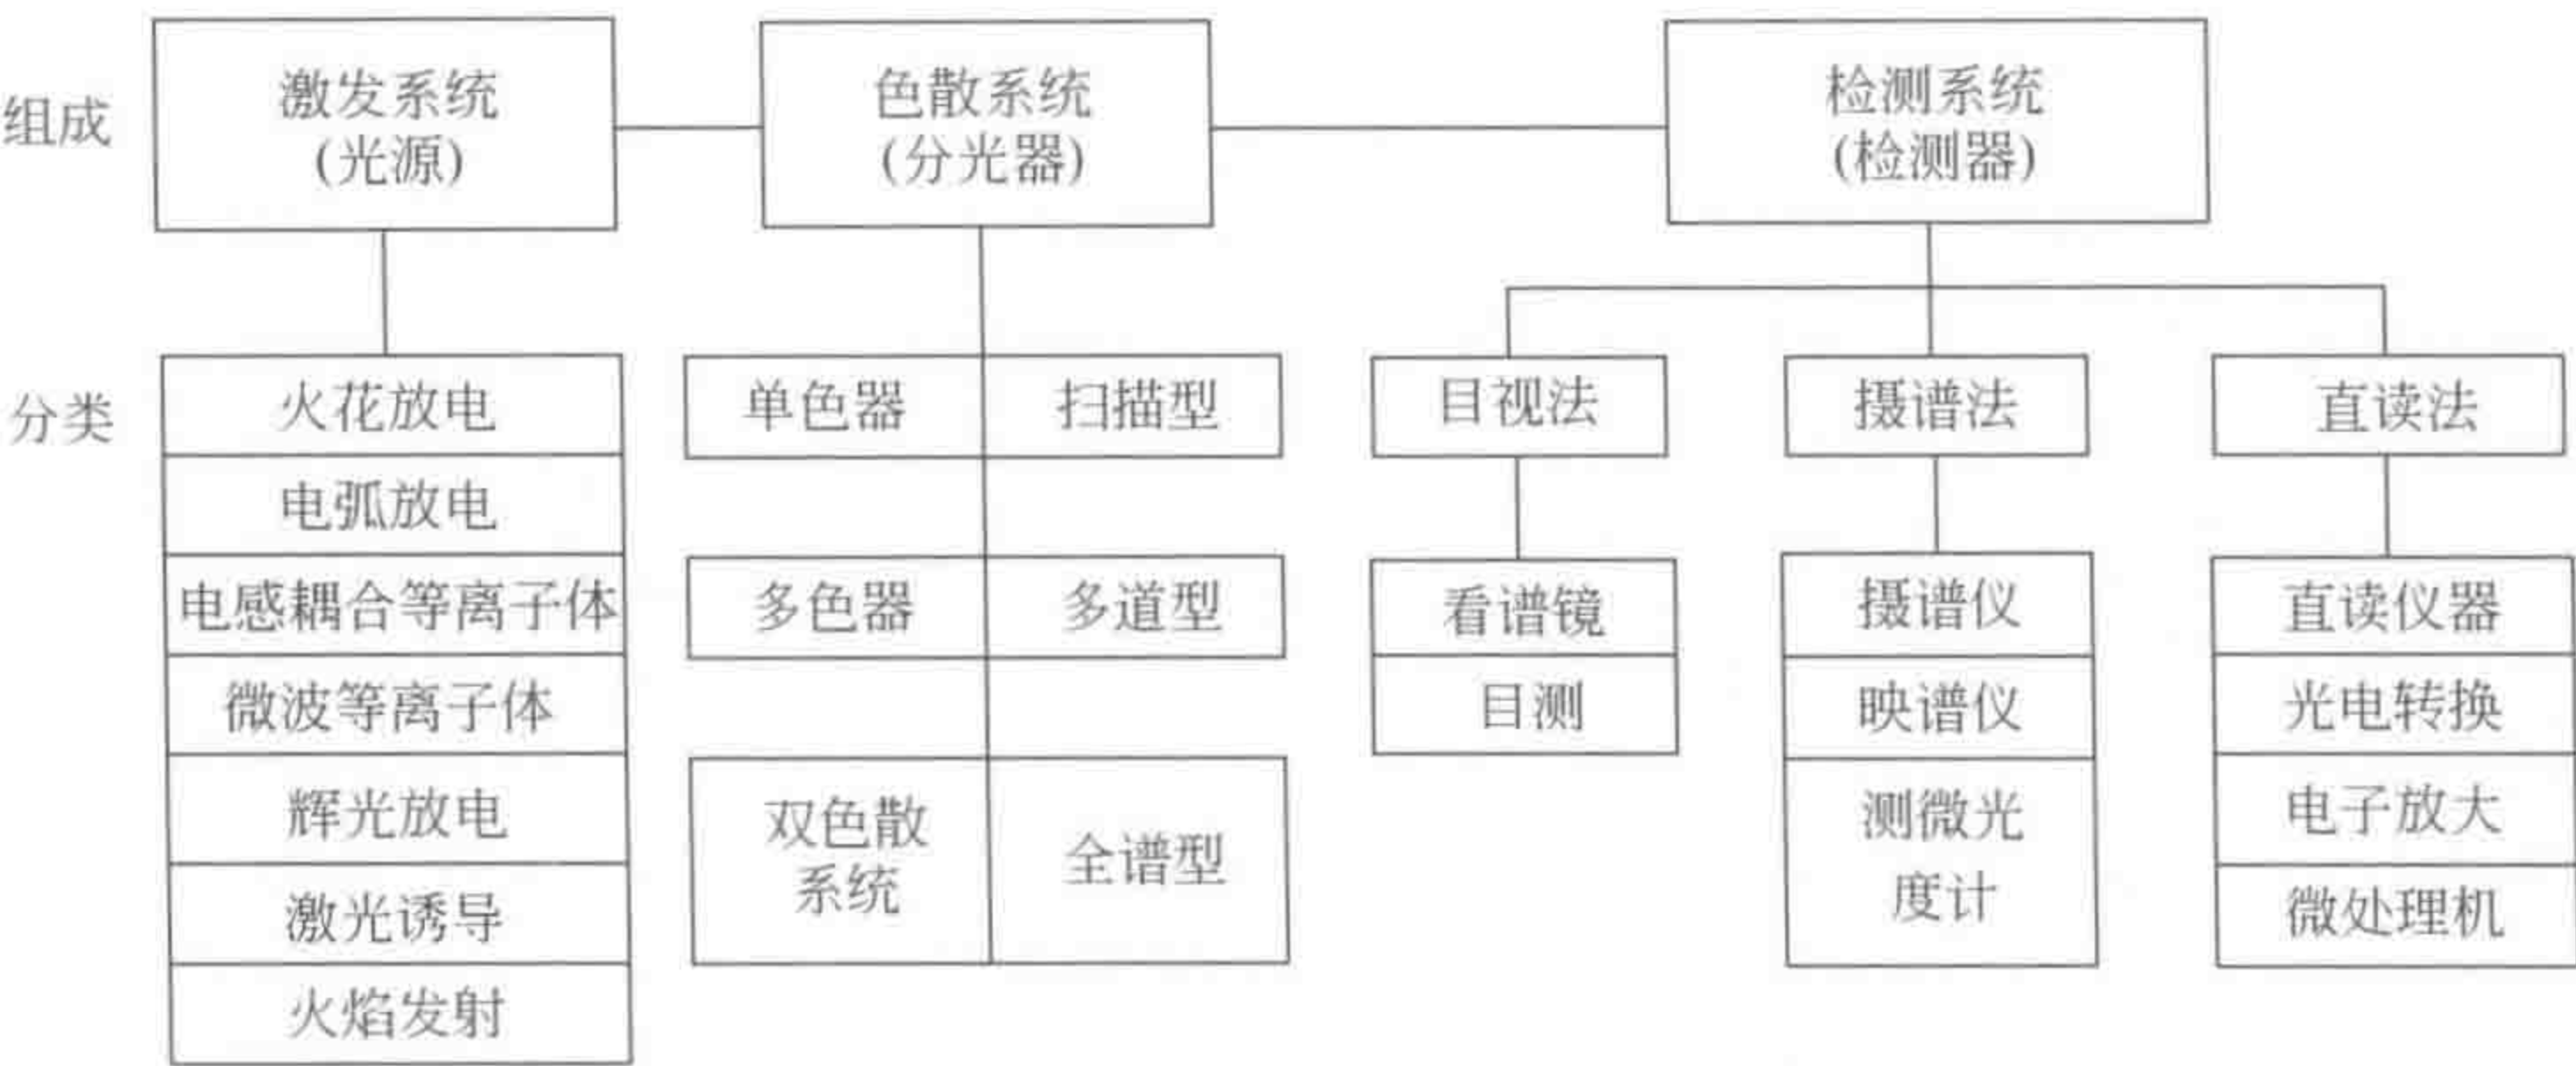 组成
激发系统
(光源)
色散系统
(分光器)
检测系统
(检测器)
分类
火花放电
电弧放电
电感耦合等离子体
微波等离子体
辉光放电
激光诱导
火焰发射
单色器
扫描型
多色器
多道型
双色散
系统
全谱型
目视法
看谱镜
目测
摄谱法
摄谱仪
映谱仪
测微光
度计
直读法
直读仪器
光电转换
电子放大
微处理机